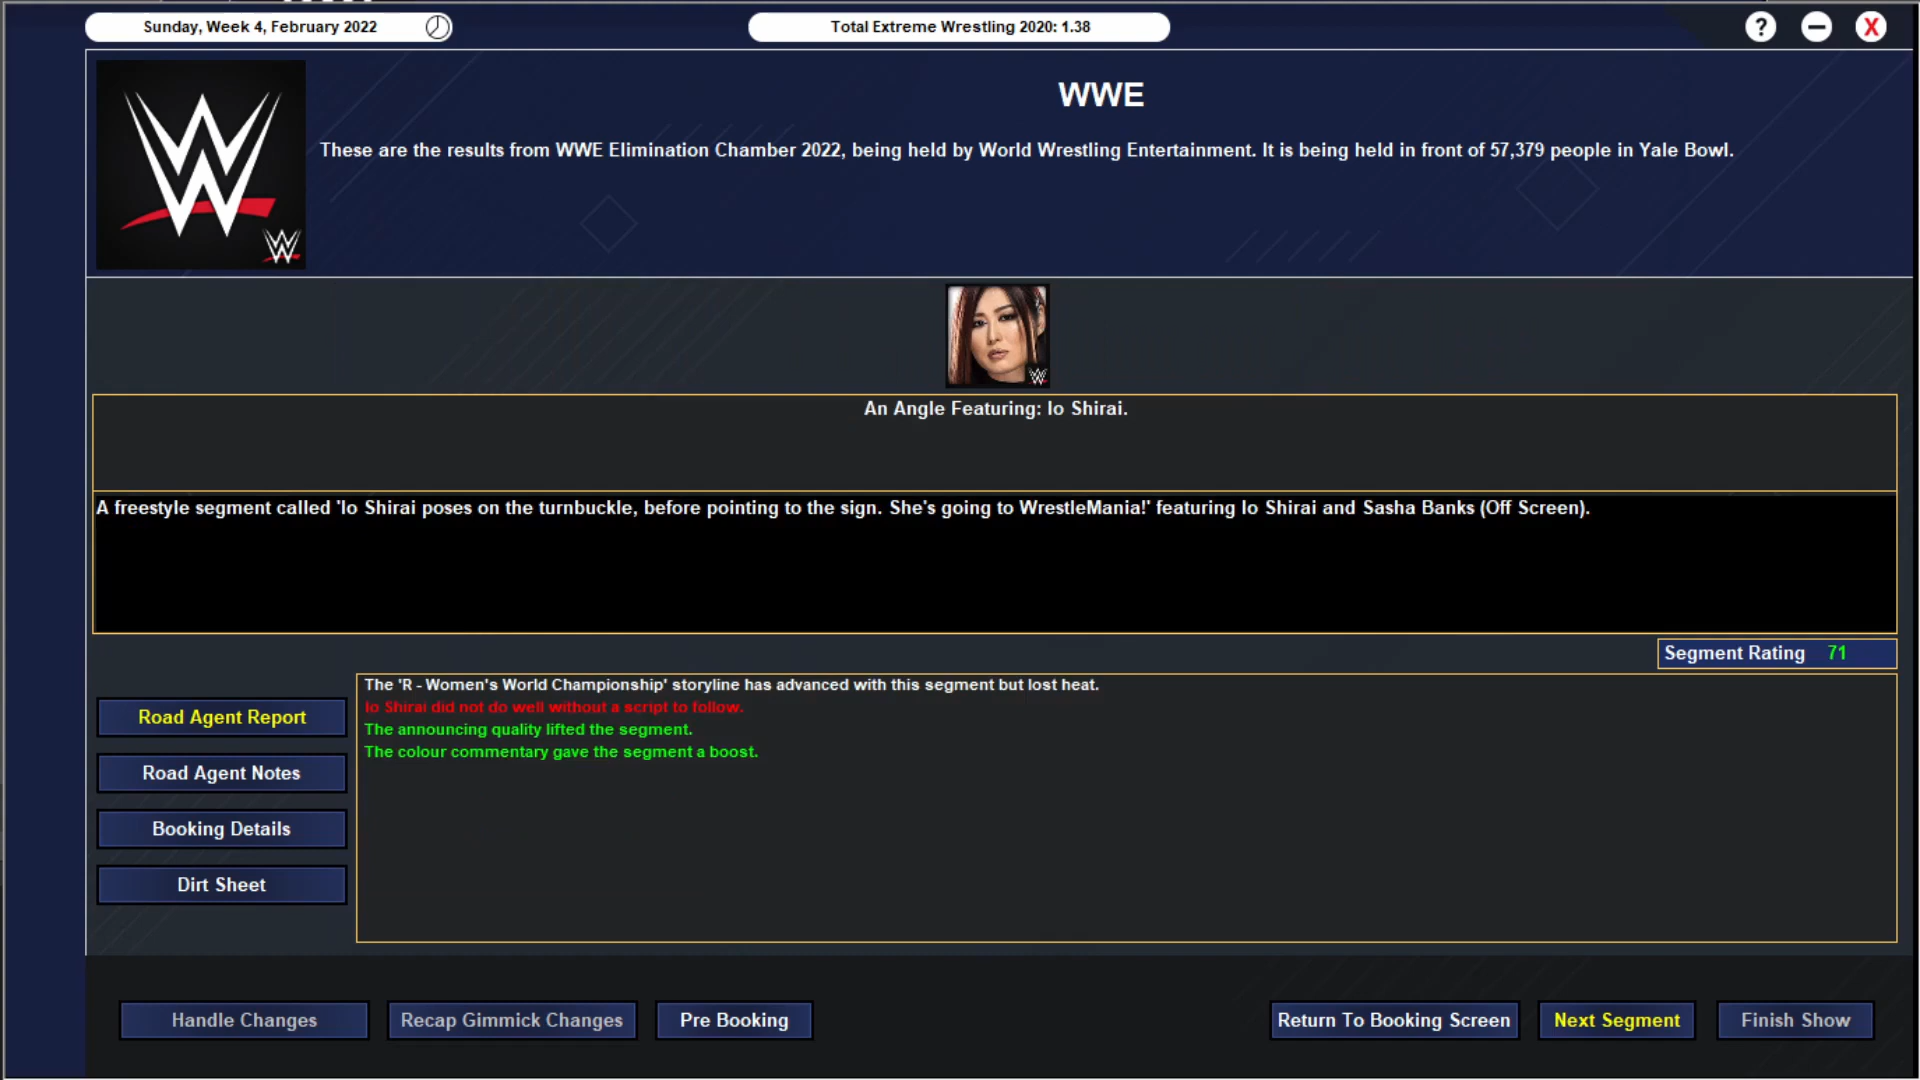 Sunday, Week 4, February 2022
Total Extreme Wrestling 2020: 1.38
?
X
WWE
These are the results from WWE Elimination Chamber 2022, being held by World Wrestling Entertainment. It is being held in front of 57,379 people in Yale Bowl.
An Angle Featuring: Io Shirai.
A freestyle segment called 'Io Shirai poses on the turnbuckle, before pointing to the sign. She's going to WrestleMania!' featuring Io Shirai and Sasha Banks (Off Screen).
Segment Rating 71
The 'R - Women's World Championship' storyline has advanced with this segment but lost heat.
Io Shirai did not do well without a script to follow.
The announcing quality lifted the segment.
The colour commentary gave the segment a boost.
Road Agent Report
Road Agent Notes
Booking Details
Dirt Sheet
Handle Changes
Recap Gimmick Changes
Pre Booking
Return To Booking Screen
Next Segment
Finish Show